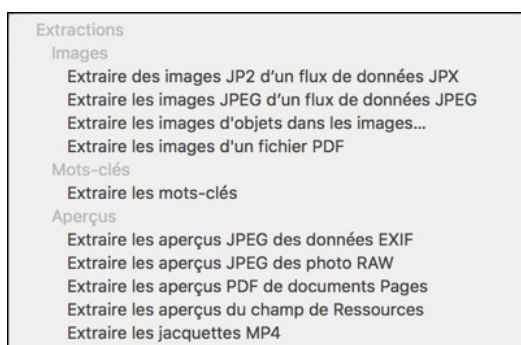 Extractions
Images
Extraire des images JP2 d’un flux de données JPX
Extraire les images JPEG d’un flux de données JPEG
Extraire les images d'objets dans les images...
Extraire les images d'un fichier PDF
Mots-clés
Extraire les mots-clés
Aperçus
Extraire les aperçus JPEG des données EXIF
Extraire les aperçus JPEG des photo RAW
Extraire les aperçus PDF de documents Pages
Extraire les aperçus du champ de Ressources
Extraire les jacquettes MP4